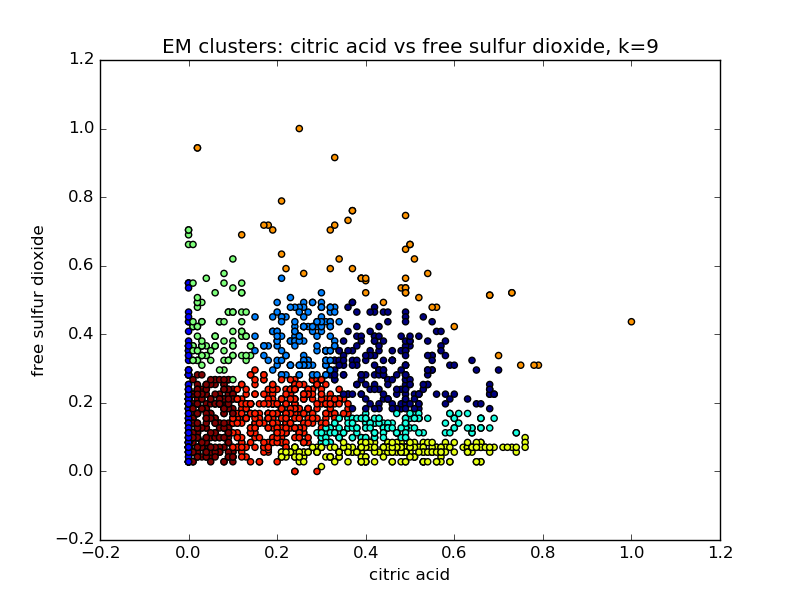 EM clusters: citric acid vs free sulfur dioxide, k=9
1.2
1.0
0.8
0.6
0.4
0.2
0.0
−0.2
free sulfur dioxide
−0.2 0.0 0.2 0.4 0.6 0.8 1.0 1.2
citric acid